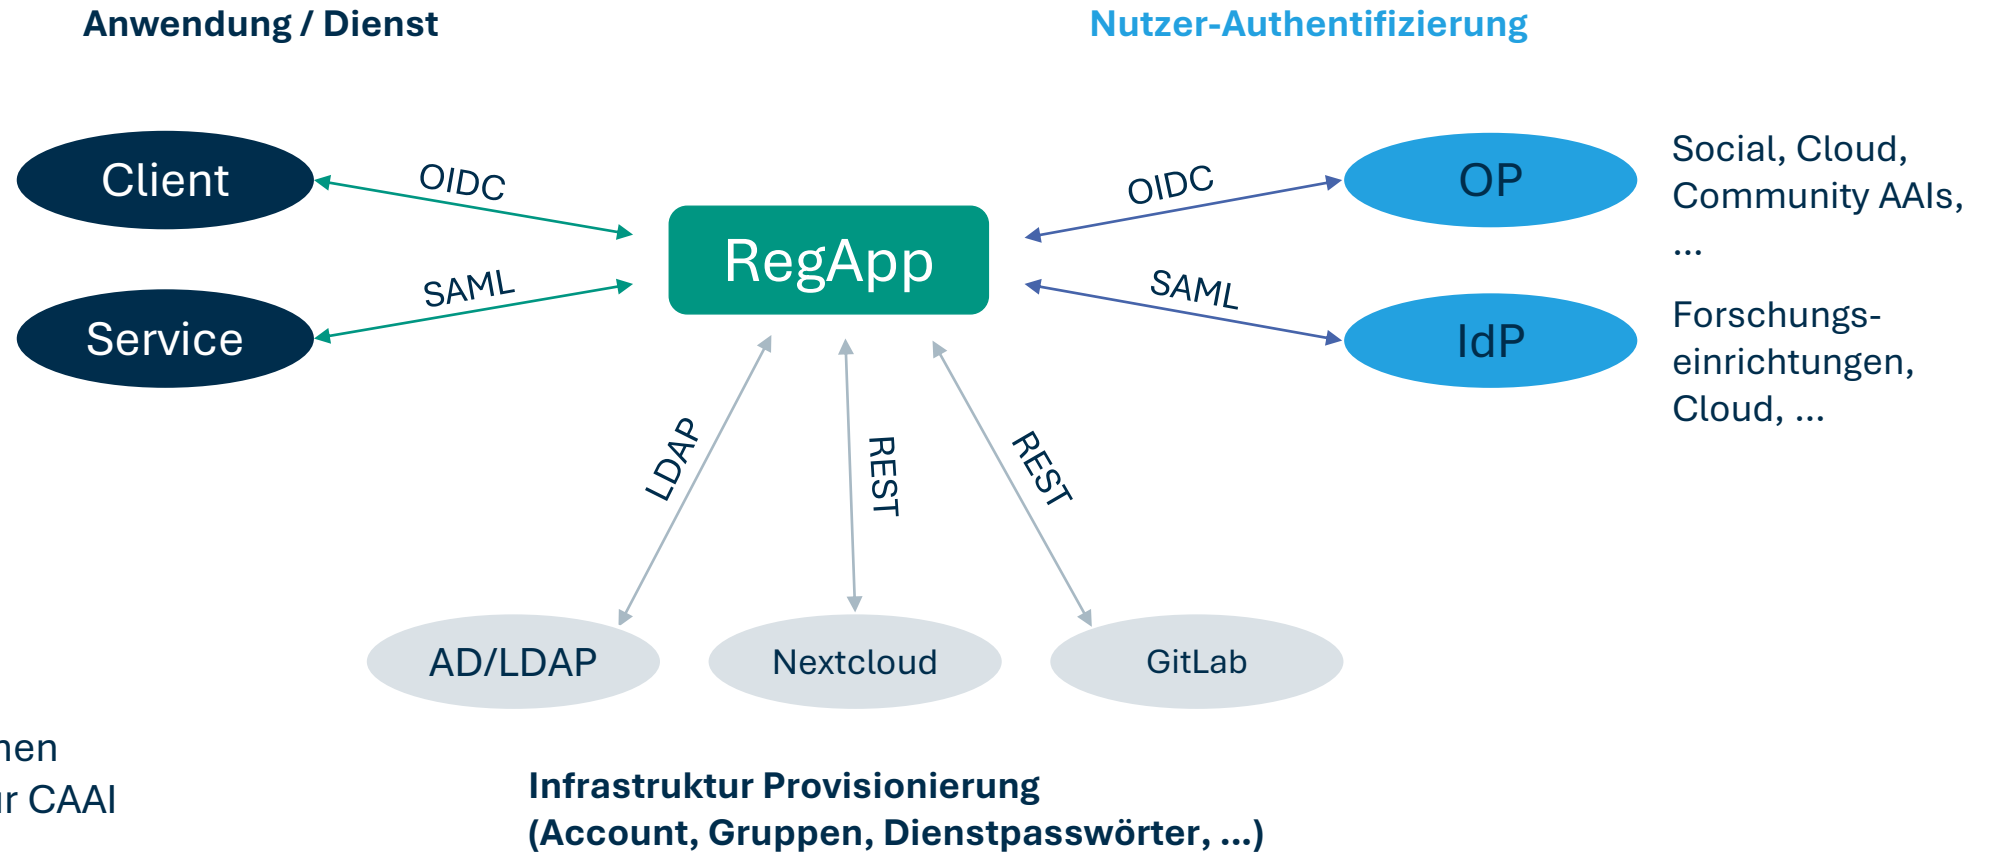 Anwendung / Dienst
Nutzer-Authentifizierung
Client
OIDC
RegApp
OIDC
OP
Social, Cloud,
Community AAIs,
...
Service
SAML
SAML
IdP
Forschungs-
einrichtungen,
Cloud, ...
LDAP
REST
REST
AD/LDAP
Nextcloud
GitLab
CAAI
Infrastruktur Provisionierung
(Account, Gruppen, Dienstpasswörter, ...)